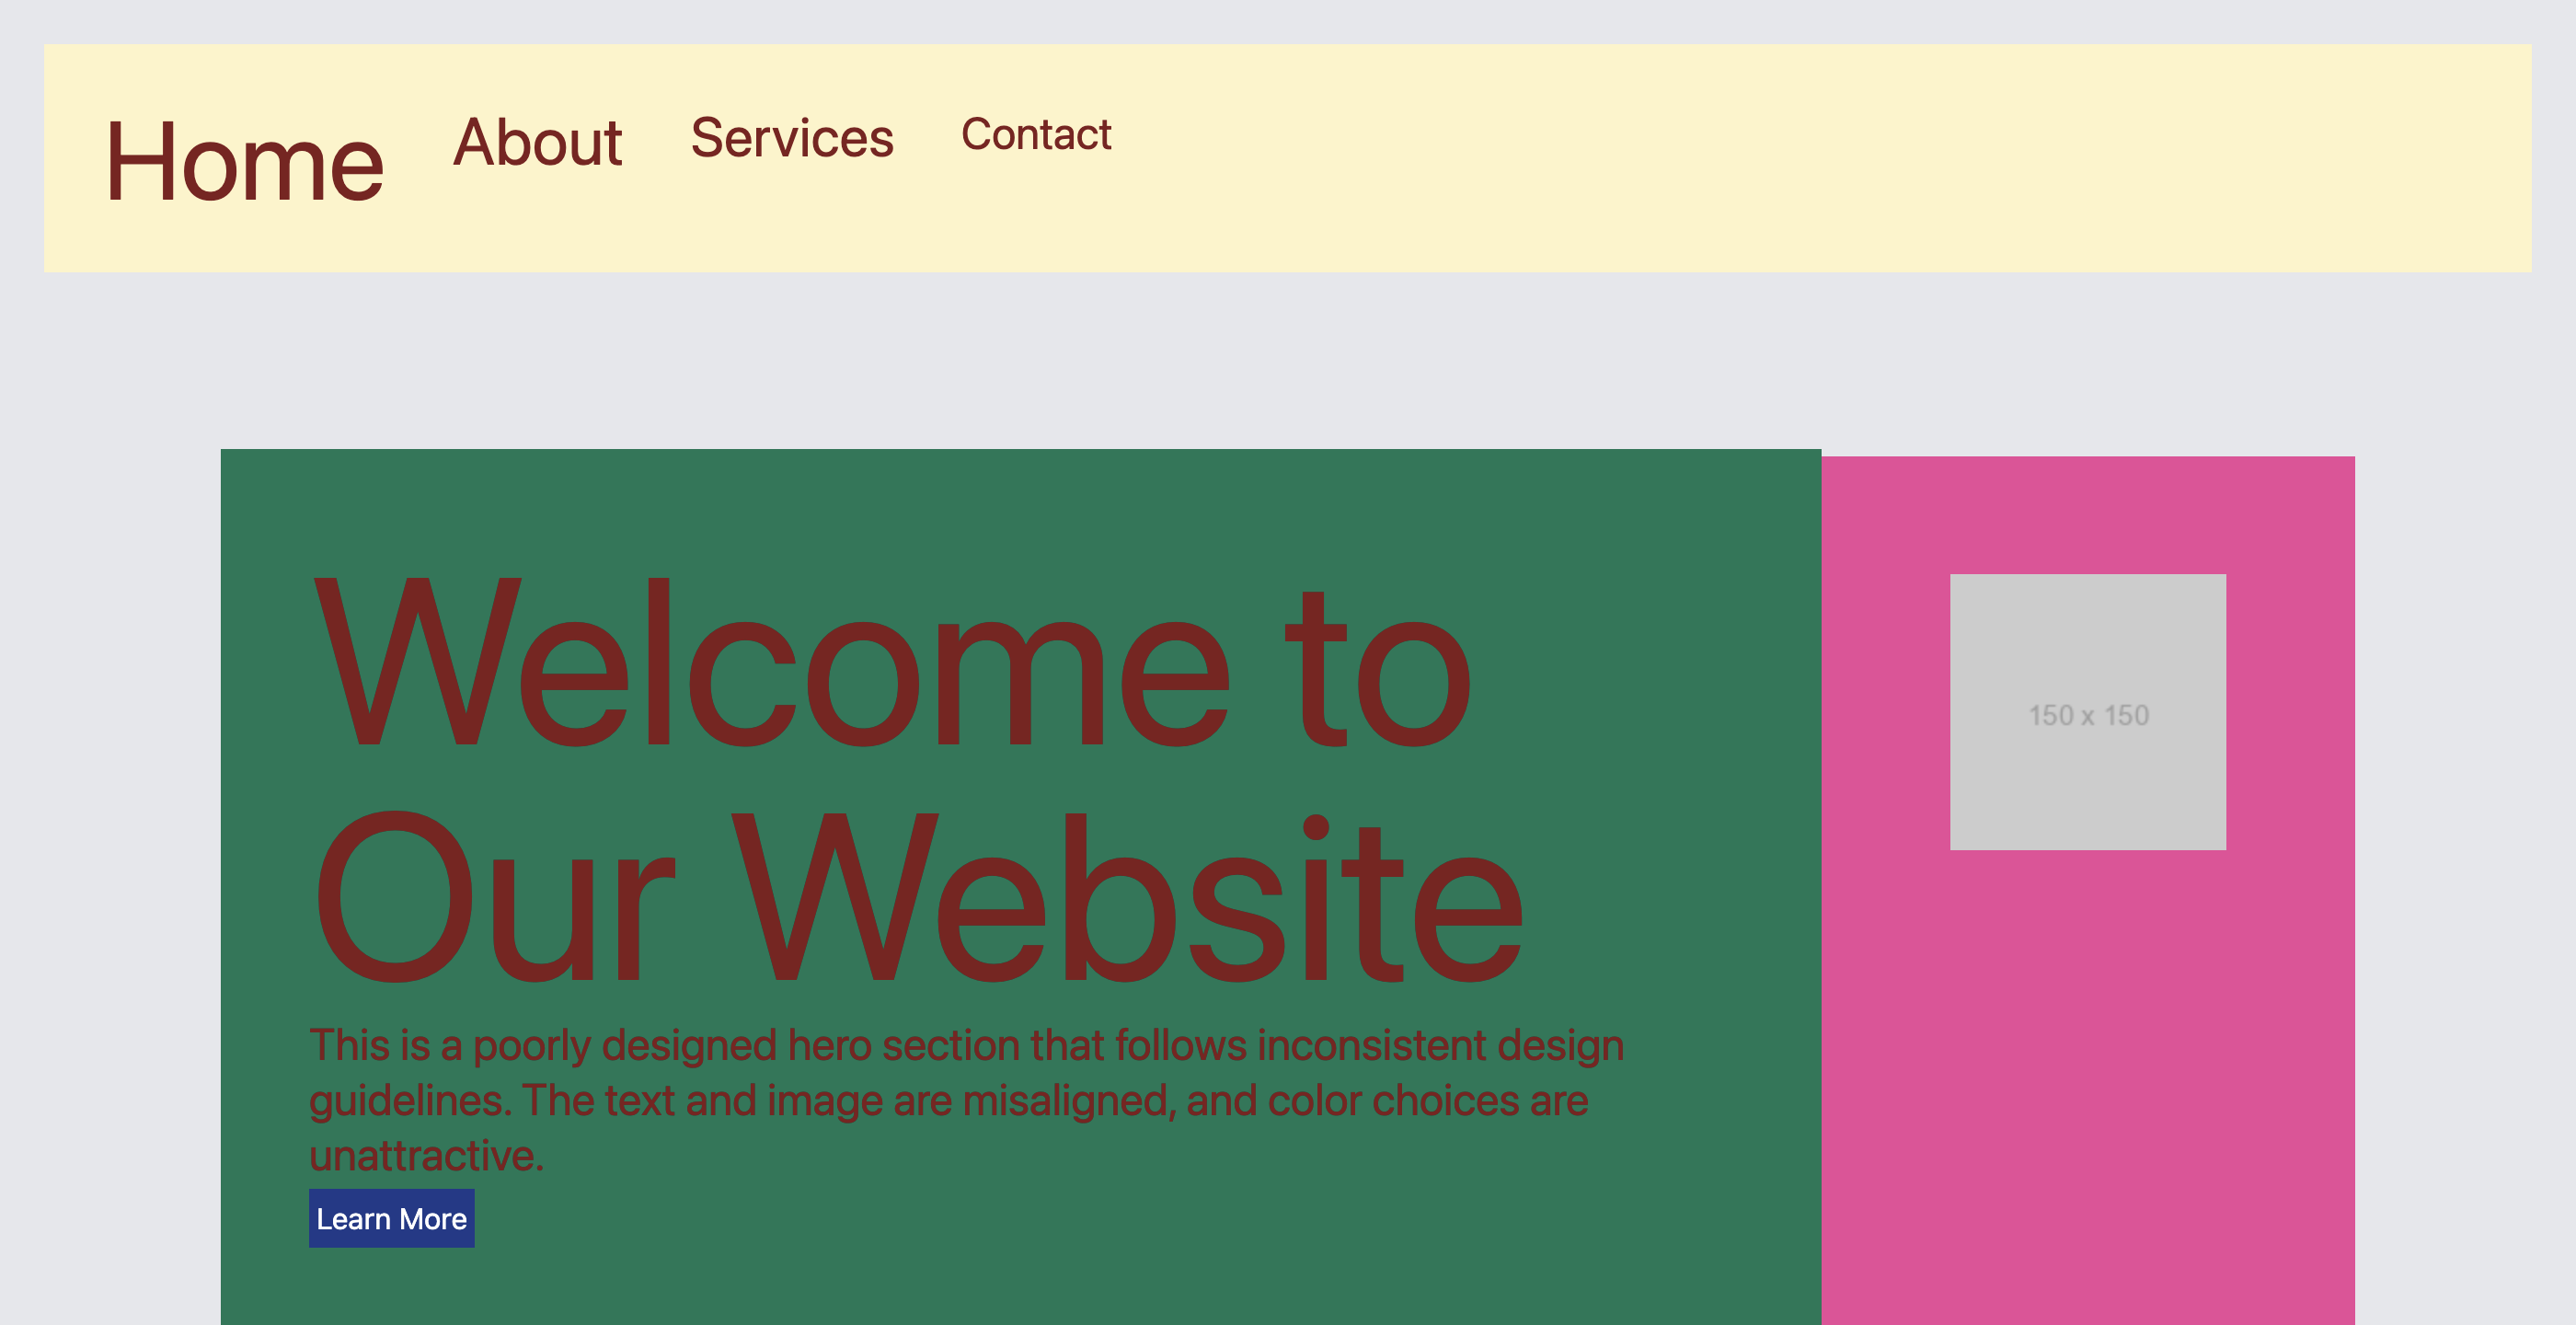 Home About Services Contact
Welcome to
Our Website
150 x 150
This is a poorly designed hero section that follows inconsistent design
guidelines. The text and image are misaligned, and color choices are
unattractive.
Learn More